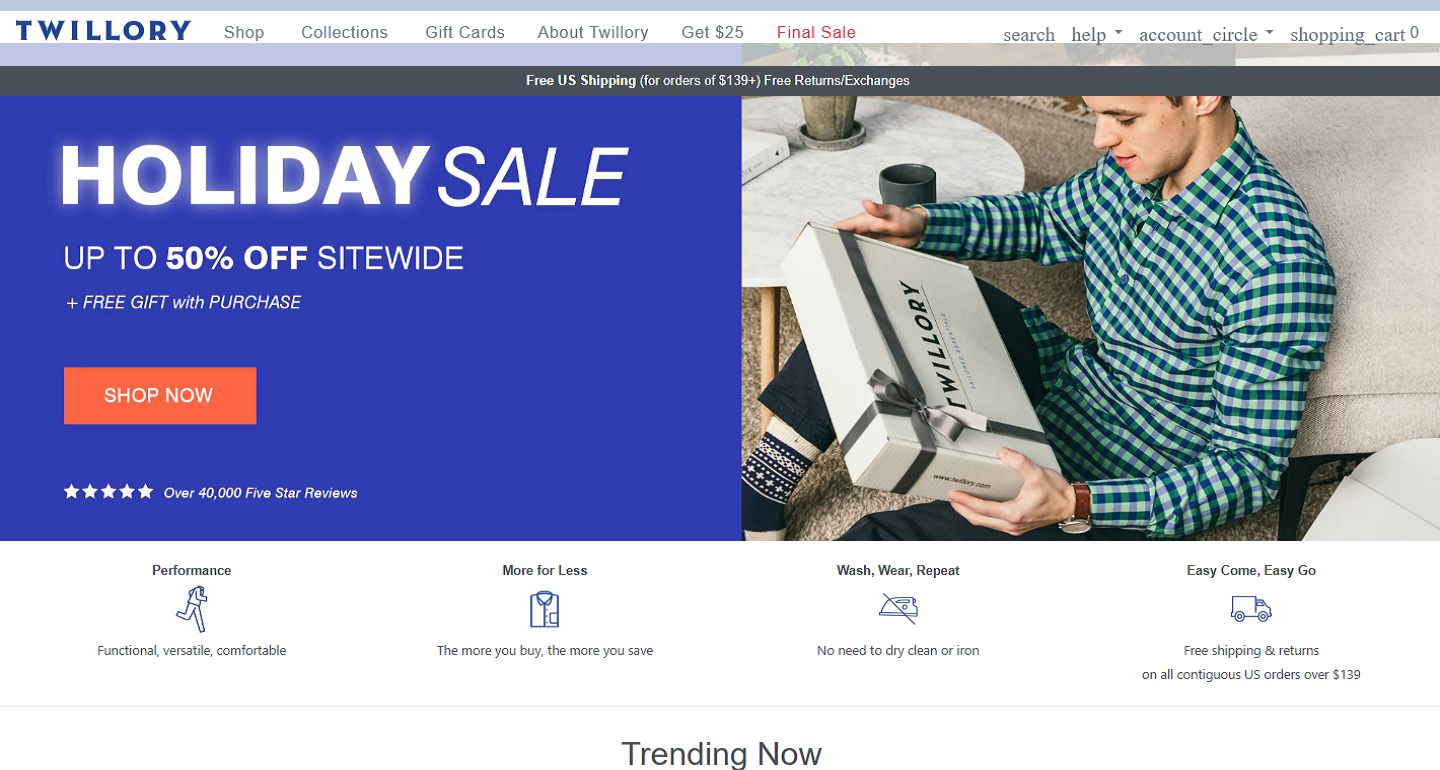 TWILLORY Shop Collections Gift Cards About Twillory Get $25 Final Sale search help account_circle shopping_cart 0
Free US Shipping (for orders of $139+) Free Returns/Exchanges
HOLIDAY SALE
UP TO 50% OFF SITEWIDE
+ FREE GIFT with PURCHASE
SHOP NOW
Over 40,000 Five Star Reviews
TWILLORY
TAILORED ESSENTIALS
www.twillory.com
Performance
Functional, versatile, comfortable
More for Less
The more you buy, the more you save
Wash, Wear, Repeat
No need to dry clean or iron
Easy Come, Easy Go
Free shipping & returns
on all contiguous US orders over $139
Trending Now